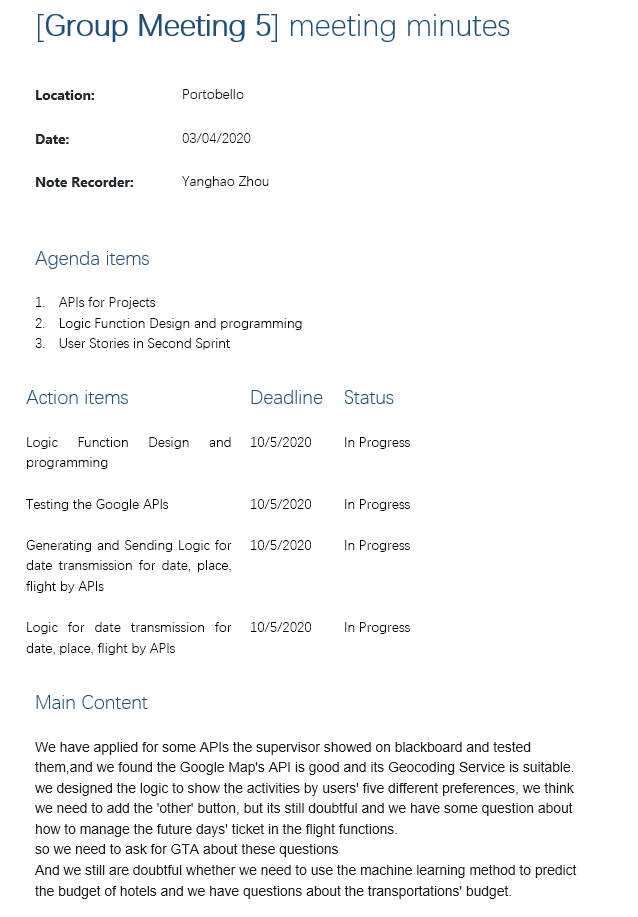 [Group Meeting 5] meeting minutes
Location: Portobello
Date: 03/04/2020
Note Recorder: Yanghao Zhou
Agenda items
1. APIs for Projects
2. Logic Function Design and programming
3. User Stories in Second Sprint
Action items Deadline Status
Logic Function Design and 10/5/2020 In Progress
programming
Testing the Google APIs 10/5/2020 In Progress
Generating and Sending Logic for 10/5/2020 In Progress
date transmission for date, place,
flight by APIs
Logic for date transmission for 10/5/2020 In Progress
date, place, flight by APIs
Main Content
We have applied for some APIs the supervisor showed on blackboard and tested
them,and we found the Google Map's API is good and its Geocoding Service is suitable.
we designed the logic to show the activities by users' five different preferences, we think
we need to add the 'other' button, but its still doubtful and we have some question about
how to manage the future days' ticket in the flight functions.
so we need to ask for GTA about these questions
And we still are doubtful whether we need to use the machine learning method to predict
the budget of hotels and we have questions about the transportations' budget.